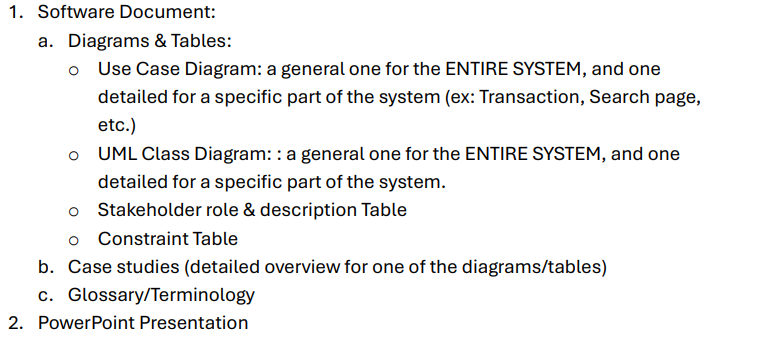 1. Software Document:
a. Diagrams & Tables:
o Use Case Diagram: a general one for the ENTIRE SYSTEM, and one
detailed for a specific part of the system (ex: Transaction, Search page,
etc.)
o UML Class Diagram: : a general one for the ENTIRE SYSTEM, and one
detailed for a specific part of the system.
o Stakeholder role & description Table
o Constraint Table
b. Case studies (detailed overview for one of the diagrams/tables)
c. Glossary/Terminology
2. PowerPoint Presentation